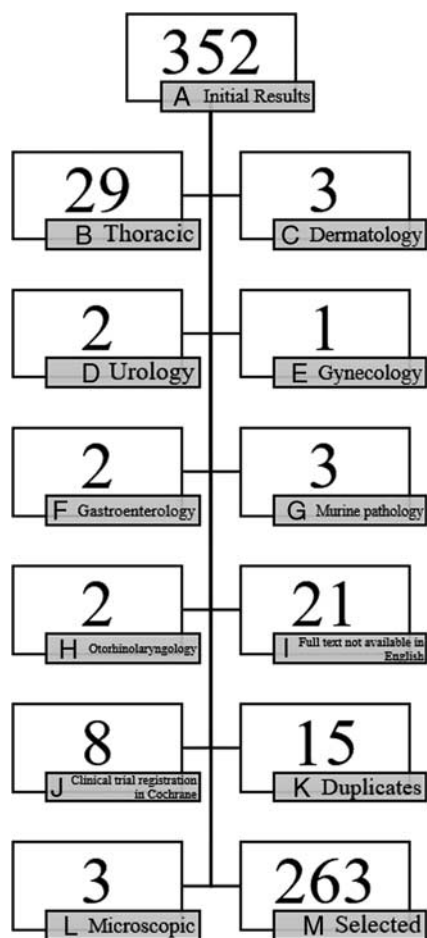 352
A Initial Results
29
B Thoracic
3
C Dermatology
2
D Urology
1
E Gynecology
2
F Gastroenterology
3
G Murine pathology
2
H Otorhinolaryngology
21
I Full text not available in
English
8
J Clinical trial registration
in Cochrane
15
K Duplicates
3
L Microscopic
263
M Selected